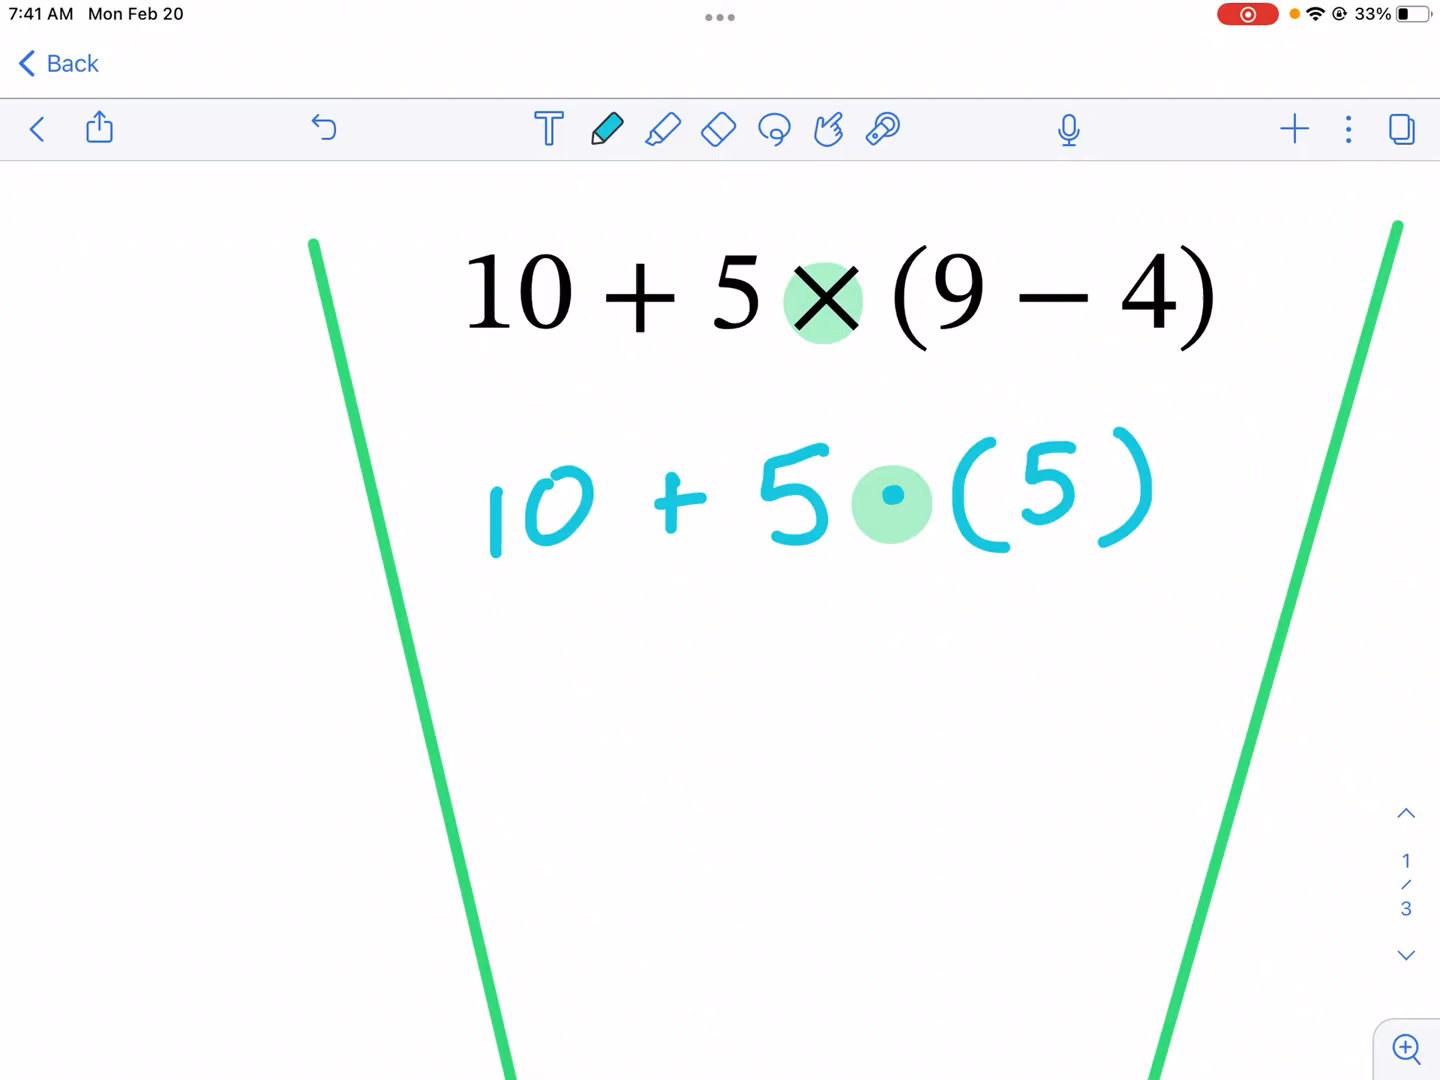 7:41 AM Mon Feb 20
33%
Back
10 + 5 × (9 − 4)
10 + 5 · (5)
1
/
3